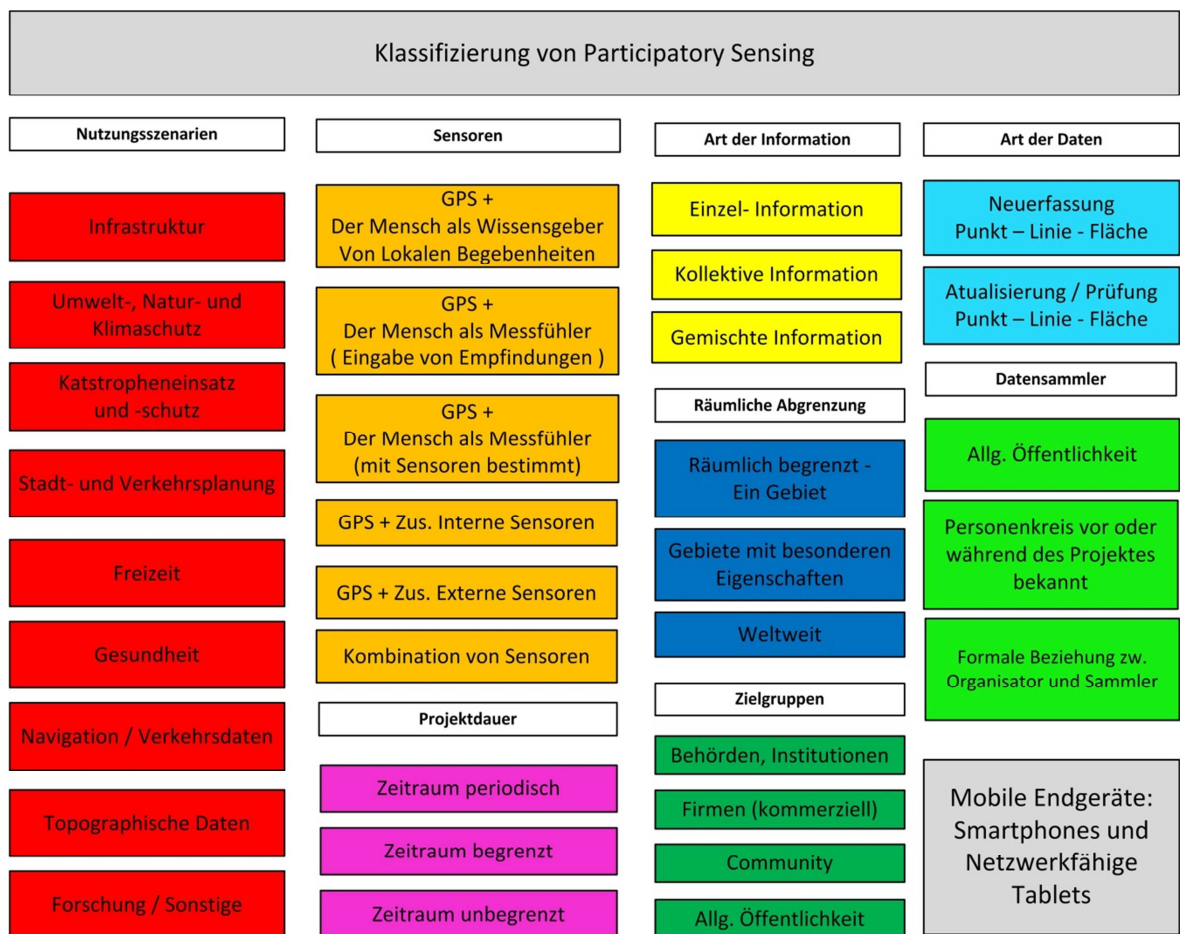 Klassifizierung von Participatory Sensing
Nutzungsszenarien
Infrastruktur
Umwelt-, Natur- und
Klimaschutz
Katstropheneinsatz
und -schutz
Stadt- und Verkehrsplanung
Freizeit
Gesundheit
Navigation / Verkehrsdaten
Topographische Daten
Forschung / Sonstige
Sensoren
GPS +
Der Mensch als Wissensgeber
Von Lokalen Begebenheiten
GPS +
Der Mensch als Messfühler
( Eingabe von Empfindungen )
GPS +
Der Mensch als Messfühler
(mit Sensoren bestimmt)
GPS + Zus. Interne Sensoren
GPS + Zus. Externe Sensoren
Kombination von Sensoren
Projektdauer
Zeitraum periodisch
Zeitraum begrenzt
Zeitraum unbegrenzt
Art der Information
Einzel- Information
Kollektive Information
Gemischte Information
Räumliche Abgrenzung
Räumlich begrenzt -
Ein Gebiet
Gebiete mit besonderen
Eigenschaften
Weltweit
Zielgruppen
Behörden, Institutionen
Firmen (kommerziell)
Community
Allg. Öffentlichkeit
Art der Daten
Neuerfassung
Punkt – Linie - Fläche
Atualisierung / Prüfung
Punkt – Linie - Fläche
Datensammler
Allg. Öffentlichkeit
Personenkreis vor oder
während des Projektes
bekannt
Formale Beziehung zw.
Organisator und Sammler
Mobile Endgeräte:
Smartphones und
Netzwerkfähige
Tablets